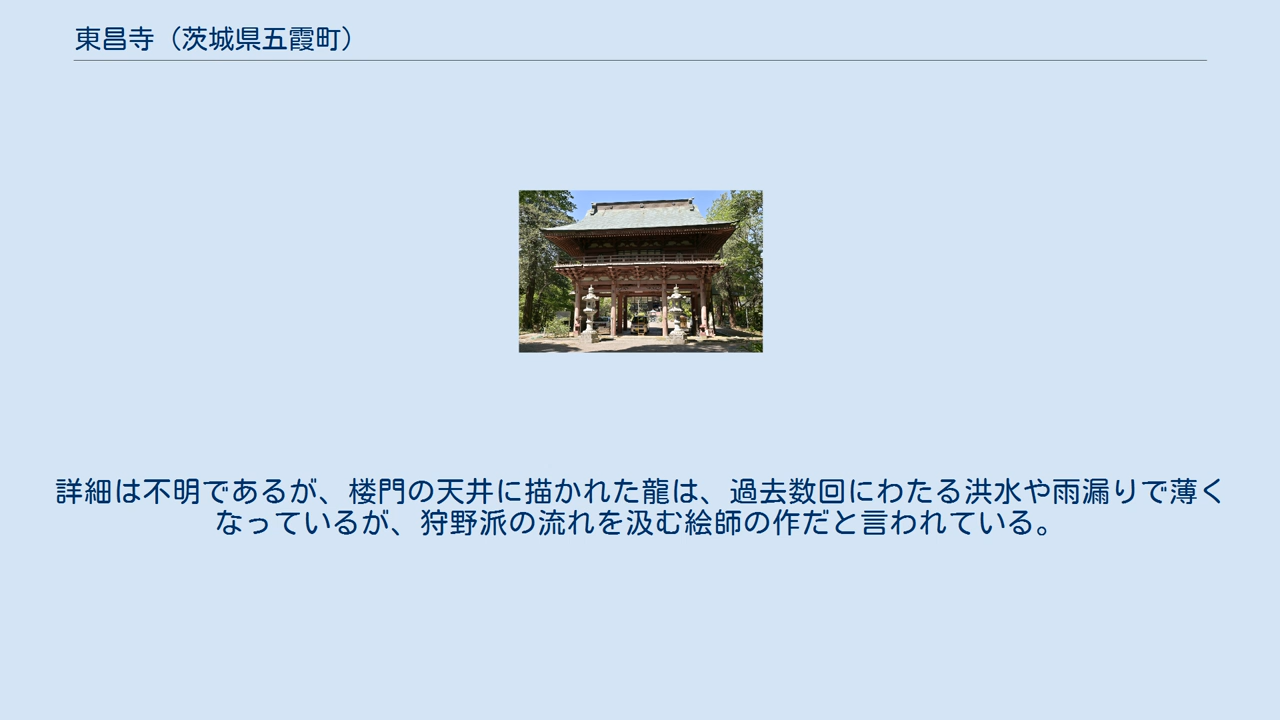 東昌寺（茨城県五霞町）
詳細は不明であるが、楼門の天井に描かれた龍は、過去数回にわたる洪水や雨漏りで薄く
なっているが、狩野派の流れを汲む絵師の作だと言われている。